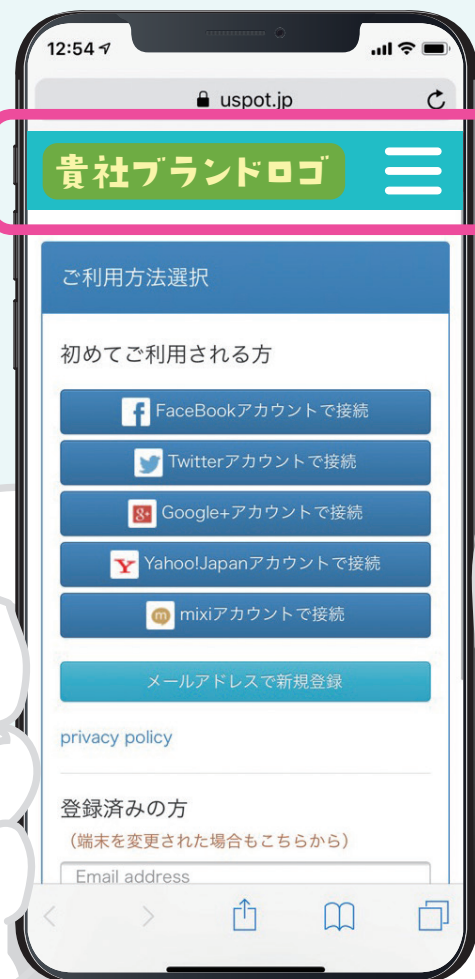 12:54
uspot.jp
貴社ブランドロゴ
ご利用方法選択
初めてご利用される方
FaceBookアカウントで接続
Twitterアカウントで接続
Google+アカウントで接続
Yahoo!Japanアカウントで接続
mixiアカウントで接続
メールアドレスで新規登録
privacy policy
登録済みの方
（端末を変更された場合もこちらから）
Email address